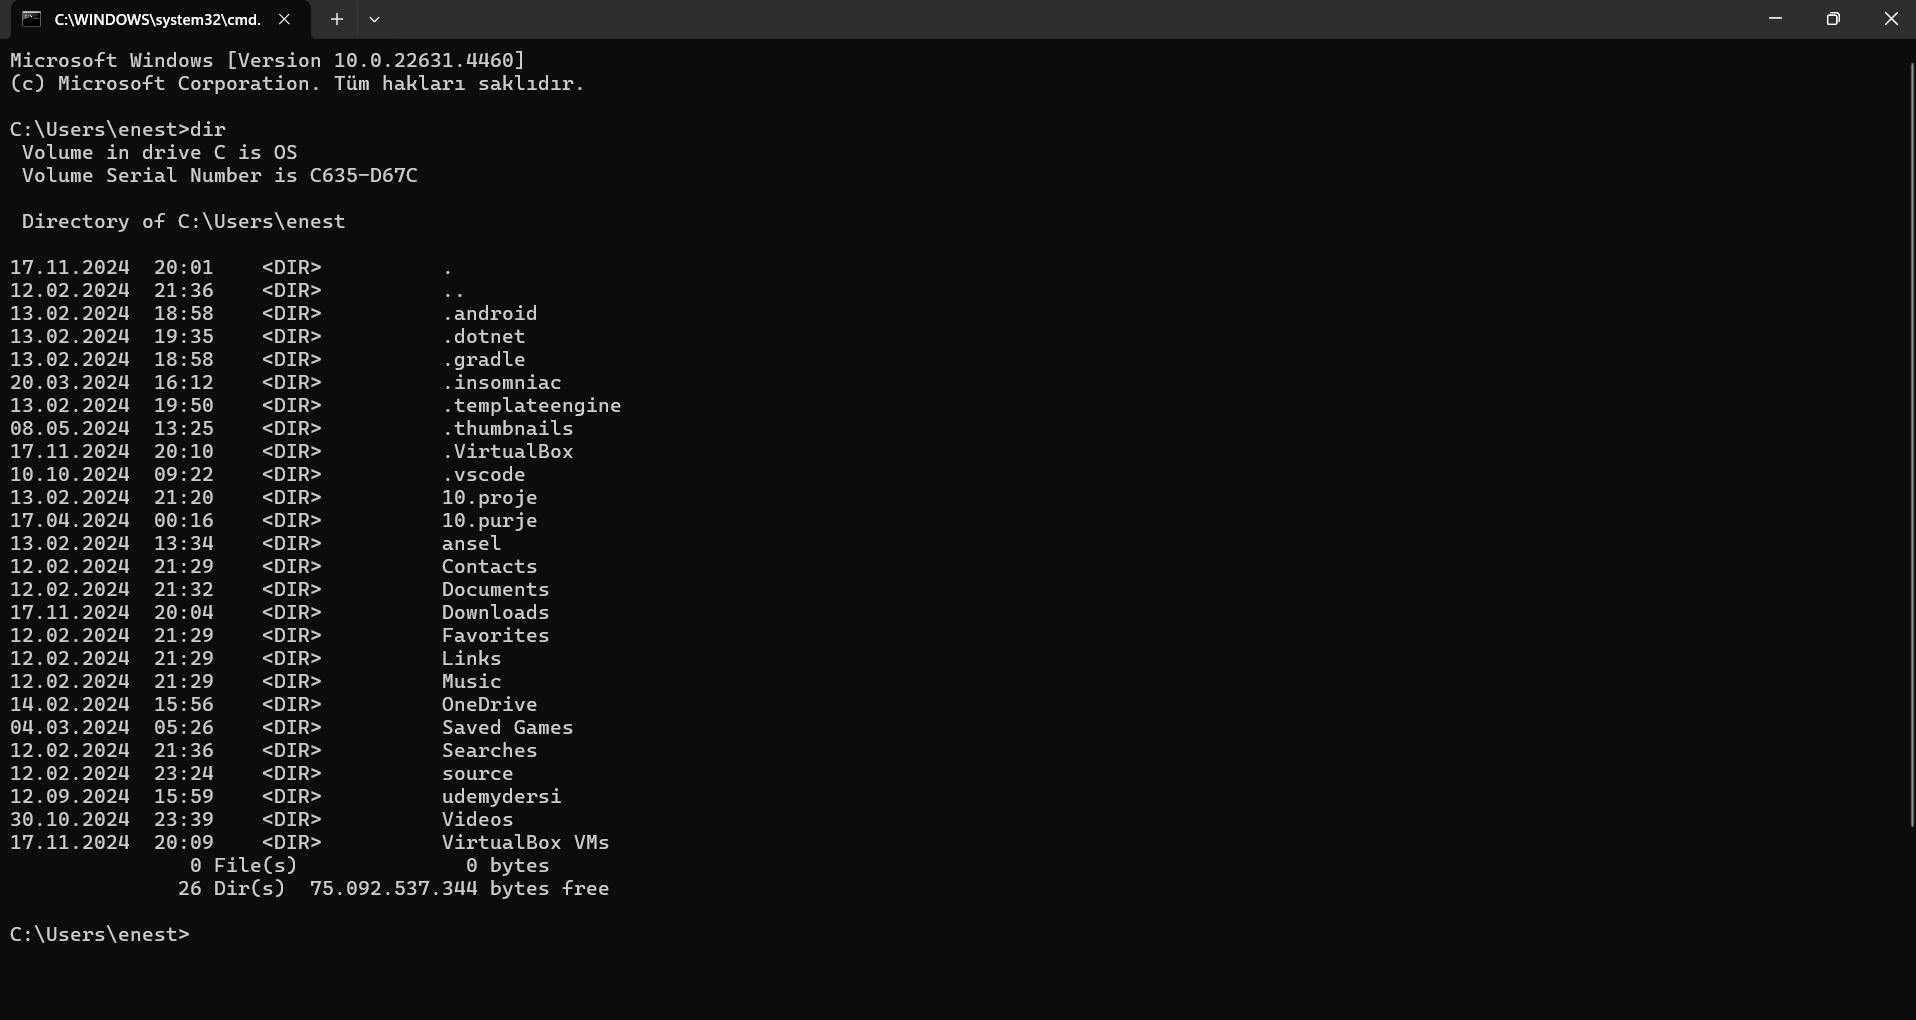 C:\WINDOWS\system32\cmd.
Microsoft Windows [Version 10.0.22631.4460]
(c) Microsoft Corporation. Tüm hakları saklıdır.
C:\Users\enest>dir
 Volume in drive C is OS
 Volume Serial Number is C635-D67C
 Directory of C:\Users\enest
17.11.2024  20:01    <DIR>          .
12.02.2024  21:36    <DIR>          ..
13.02.2024  18:58    <DIR>          .android
13.02.2024  19:35    <DIR>          .dotnet
13.02.2024  18:58    <DIR>          .gradle
20.03.2024  16:12    <DIR>          .insomniac
13.02.2024  19:50    <DIR>          .templateengine
08.05.2024  13:25    <DIR>          .thumbnails
17.11.2024  20:10    <DIR>          .VirtualBox
10.10.2024  09:22    <DIR>          .vscode
13.02.2024  21:20    <DIR>          10.proje
17.04.2024  00:16    <DIR>          10.purje
13.02.2024  13:34    <DIR>          ansel
12.02.2024  21:29    <DIR>          Contacts
12.02.2024  21:32    <DIR>          Documents
17.11.2024  20:04    <DIR>          Downloads
12.02.2024  21:29    <DIR>          Favorites
12.02.2024  21:29    <DIR>          Links
12.02.2024  21:29    <DIR>          Music
14.02.2024  15:56    <DIR>          OneDrive
04.03.2024  05:26    <DIR>          Saved Games
12.02.2024  21:36    <DIR>          Searches
12.02.2024  23:24    <DIR>          source
12.09.2024  15:59    <DIR>          udemydersi
30.10.2024  23:39    <DIR>          Videos
17.11.2024  20:09    <DIR>          VirtualBox VMs
               0 File(s)              0 bytes
              26 Dir(s)  75.092.537.344 bytes free
C:\Users\enest>